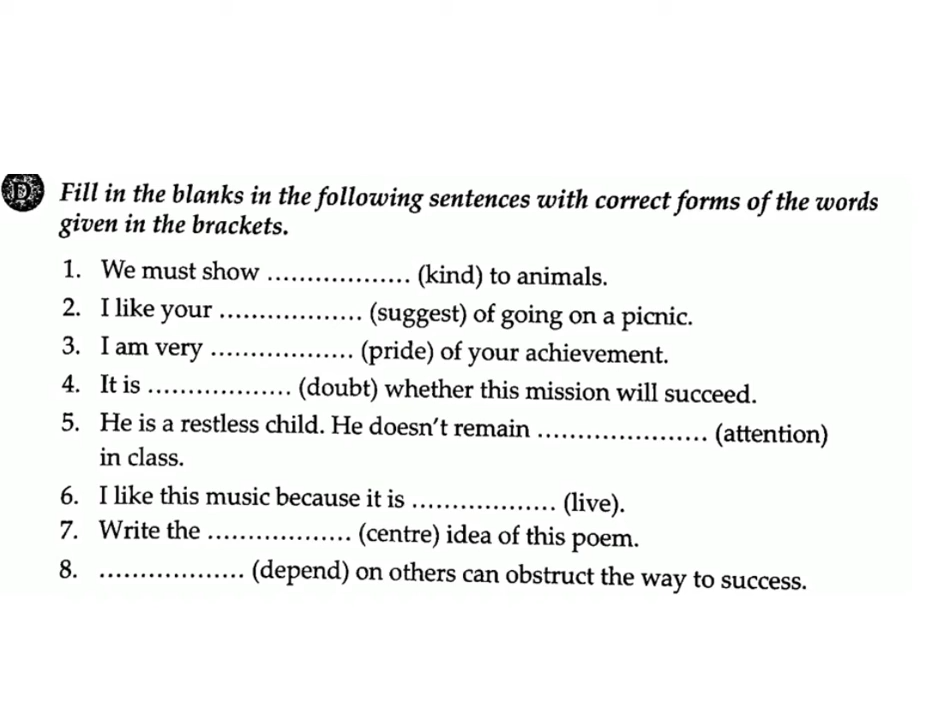 D Fill in the blanks in the following sentences with correct forms of the words
given in the brackets.
1. We must show .................. (kind) to animals.
2. I like your .................. (suggest) of going on a picnic.
3. I am very .................. (pride) of your achievement.
4. It is .................. (doubt) whether this mission will succeed.
5. He is a restless child. He doesn't remain ..................... (attention)
in class.
6. I like this music because it is .................. (live).
7. Write the .................. (centre) idea of this poem.
8. .................. (depend) on others can obstruct the way to success.